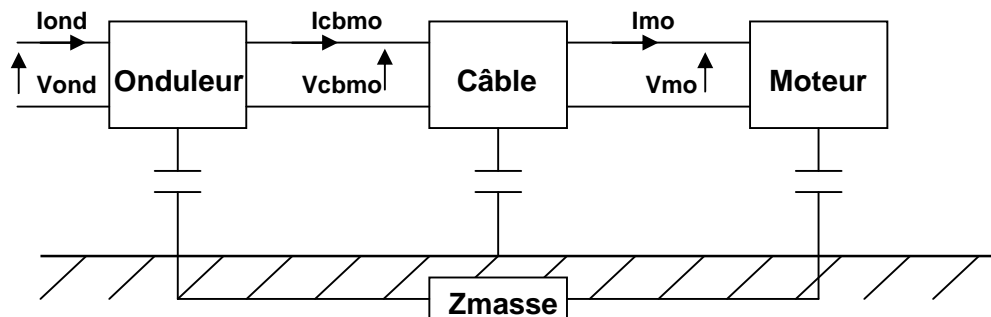 Iond
Icbmo
Imo
Vond
Onduleur
Vcbmo
Câble
Vmo
Moteur
Zmasse